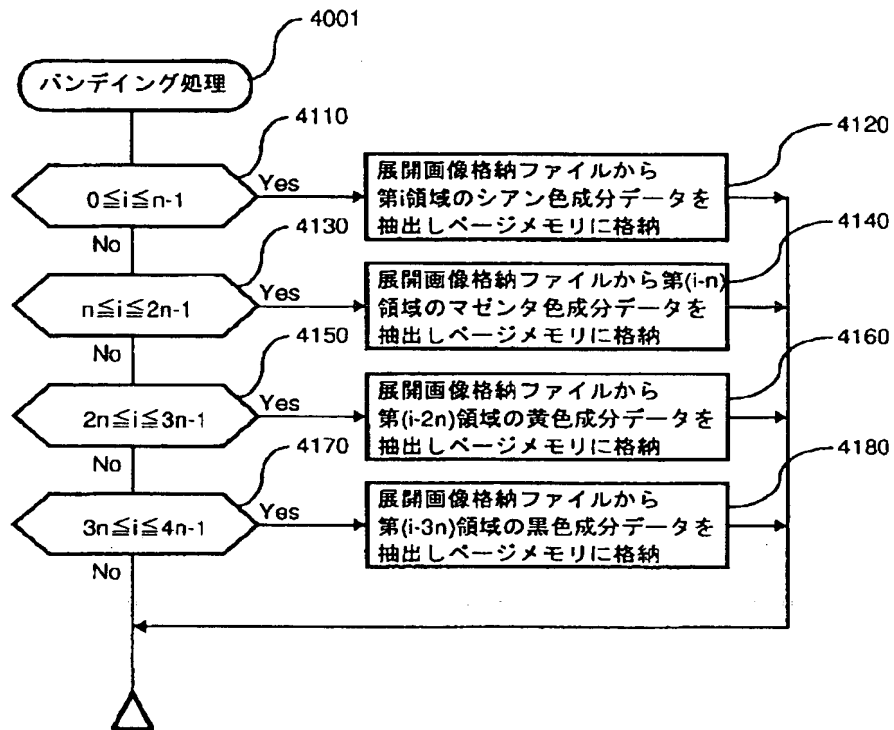 4001
バンデイング処理
4110
0≦i≦n-1
Yes
No
4120
展開画像格納ファイルから
第i領域のシアン色成分データを
抽出しページメモリに格納
4130
n≦i≦2n-1
Yes
No
4140
展開画像格納ファイルから第(i-n)
領域のマゼンタ色成分データを
抽出しページメモリに格納
4150
2n≦i≦3n-1
Yes
No
4160
展開画像格納ファイルから
第(i-2n)領域の黄色成分データを
抽出しページメモリに格納
4170
3n≦i≦4n-1
Yes
No
4180
展開画像格納ファイルから
第(i-3n)領域の黒色成分データを
抽出しページメモリに格納